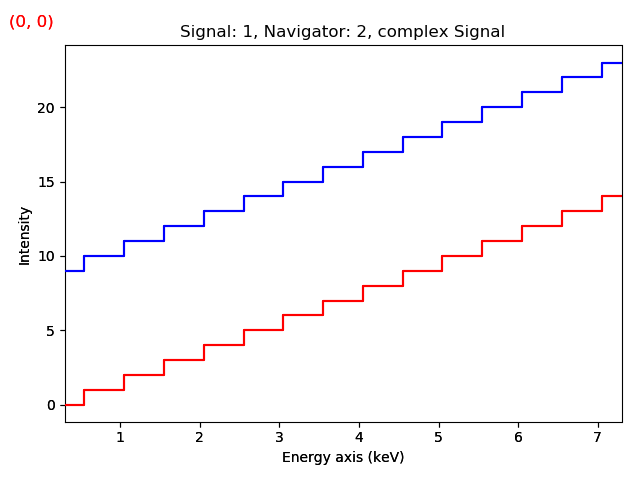 (0, 0)
Signal: 1, Navigator: 2, complex Signal
Intensity
20
15
10
5
0
1 2 3 4 5 6 7
Energy axis (keV)